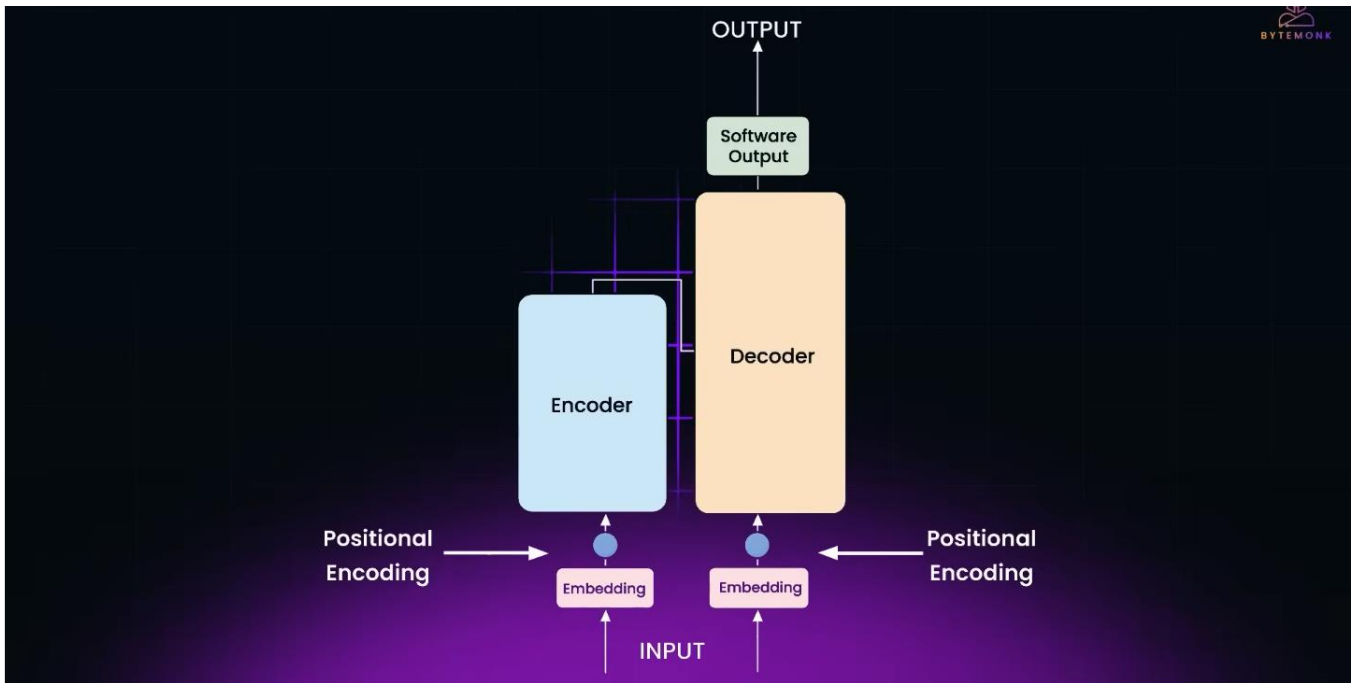 OUTPUT
BYTEMONK
Software
Output
Decoder
Encoder
Positional
Encoding
Positional
Encoding
Embedding
Embedding
INPUT